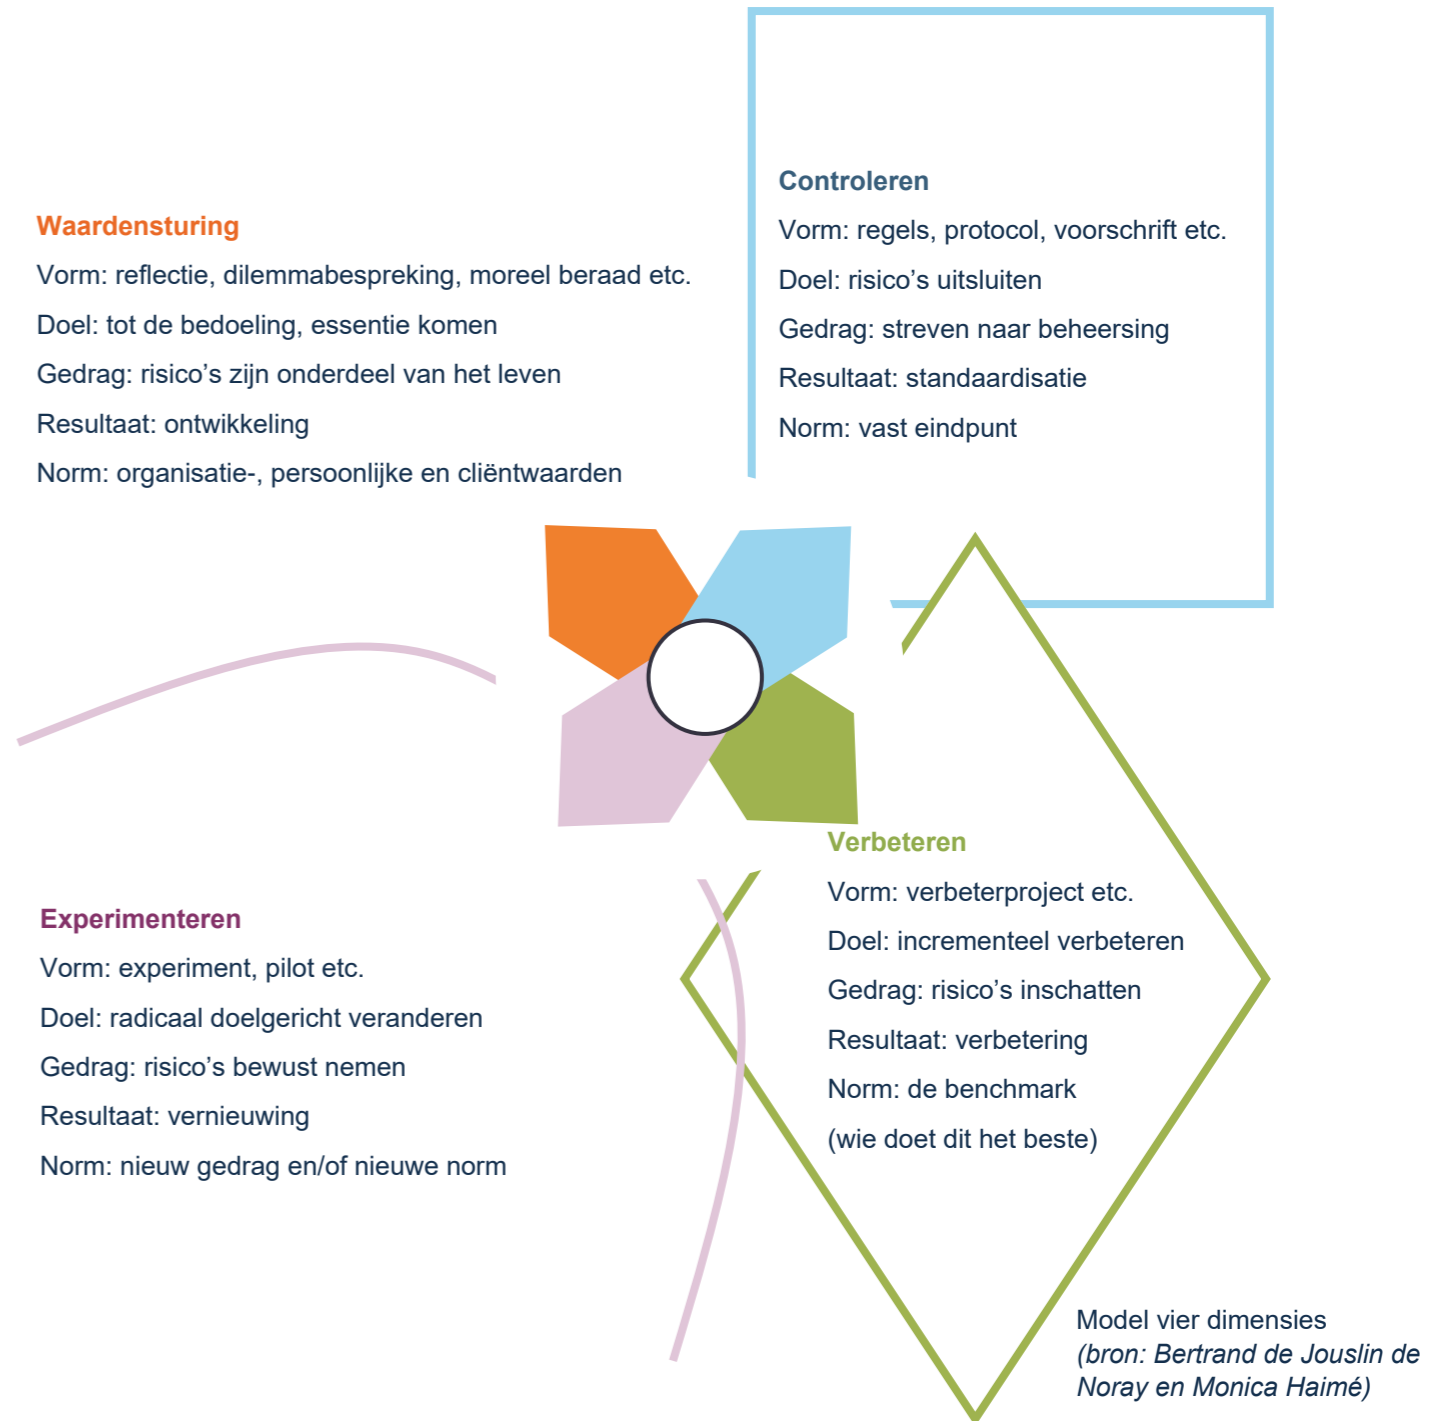 Waardensturing
Vorm: reflectie, dilemmabespreking, moreel beraad etc.
Doel: tot de bedoeling, essentie komen
Gedrag: risico’s zijn onderdeel van het leven
Resultaat: ontwikkeling
Norm: organisatie-, persoonlijke en cliëntwaarden
Controleren
Vorm: regels, protocol, voorschrift etc.
Doel: risico’s uitsluiten
Gedrag: streven naar beheersing
Resultaat: standaardisatie
Norm: vast eindpunt
Experimenteren
Vorm: experiment, pilot etc.
Doel: radicaal doelgericht veranderen
Gedrag: risico’s bewust nemen
Resultaat: vernieuwing
Norm: nieuw gedrag en/of nieuwe norm
Verbeteren
Vorm: verbeterproject etc.
Doel: incrementeel verbeteren
Gedrag: risico’s inschatten
Resultaat: verbetering
Norm: de benchmark
(wie doet dit het beste)
Model vier dimensies
(bron: Bertrand de Jouslin de
Noray en Monica Haimé)